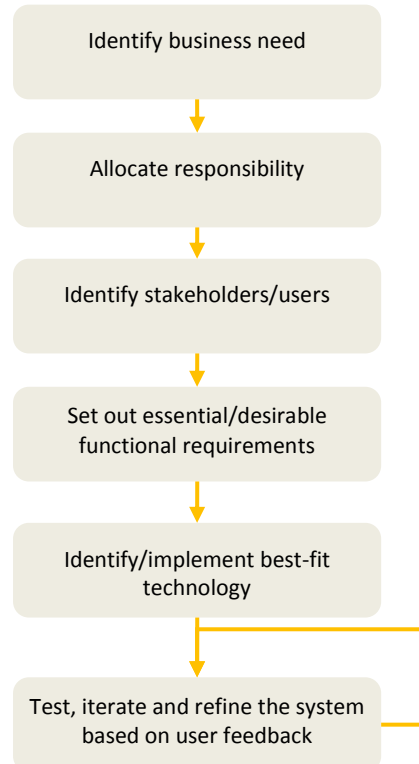 Identify business need
Allocate responsibility
Identify stakeholders/users
Set out essential/desirable
functional requirements
Identify/implement best-fit
technology
Test, iterate and refine the system
based on user feedback